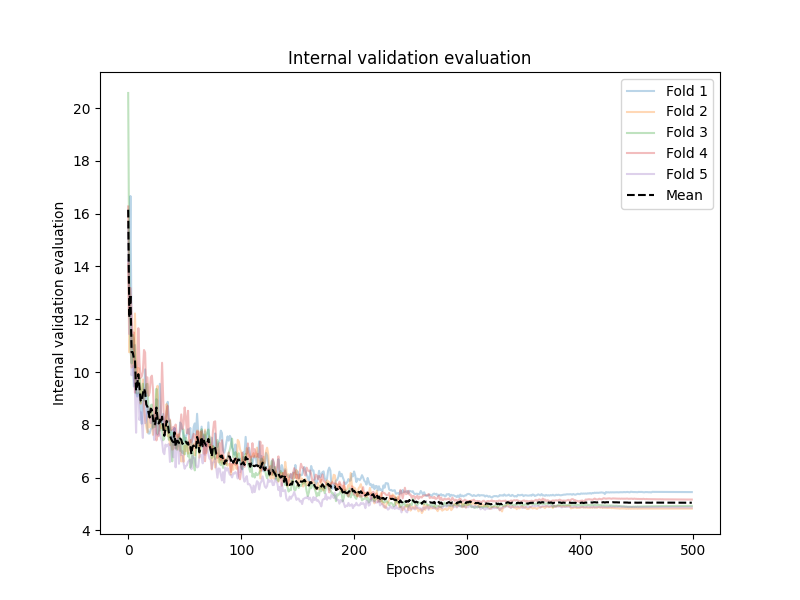 Internal validation evaluation
Fold 1
Fold 2
Fold 3
Fold 4
Fold 5
Mean
Internal validation evaluation
20
18
16
14
12
10
8
6
4
0 100 200 300 400 500
Epochs